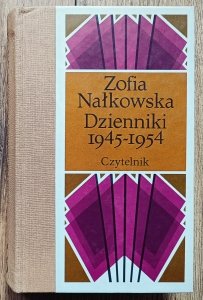 Zofia
Nałkowska
Dzienniki
1945-1954
Czytelnik